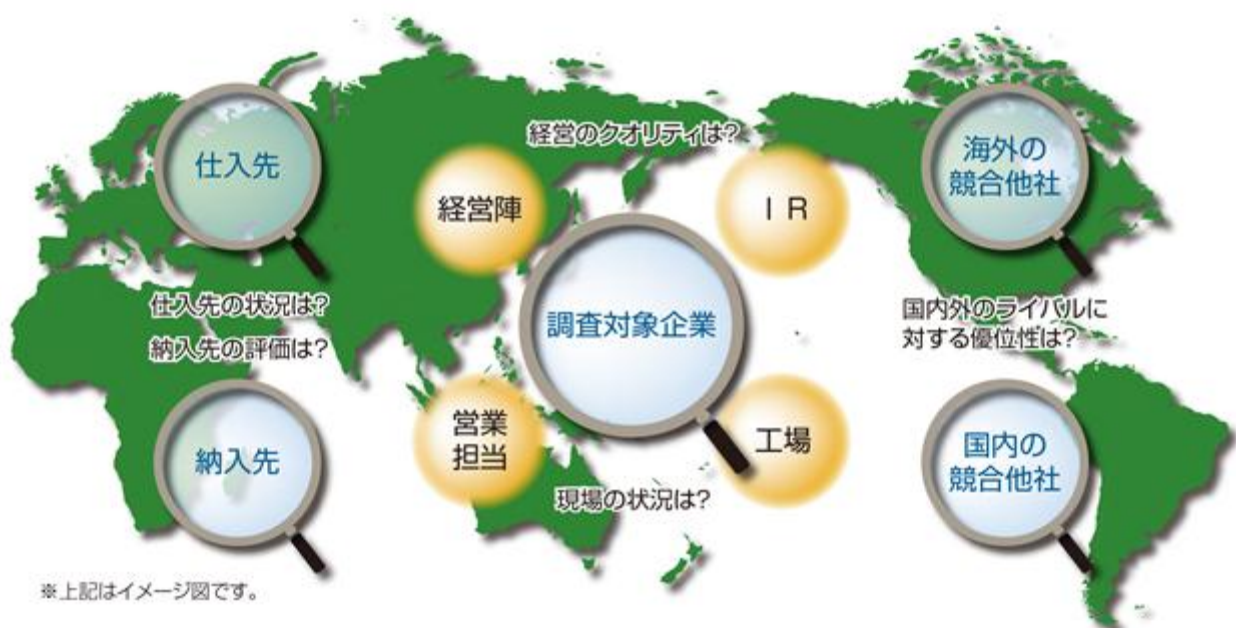 経営のクオリティは?
仕入先
経営陣
ＩＲ
海外の
競合他社
仕入先の状況は?
納入先の評価は?
調査対象企業
国内外のライバルに
対する優位性は?
納入先
営業
担当
工場
国内の
競合他社
現場の状況は?
※上記はイメージ図です。